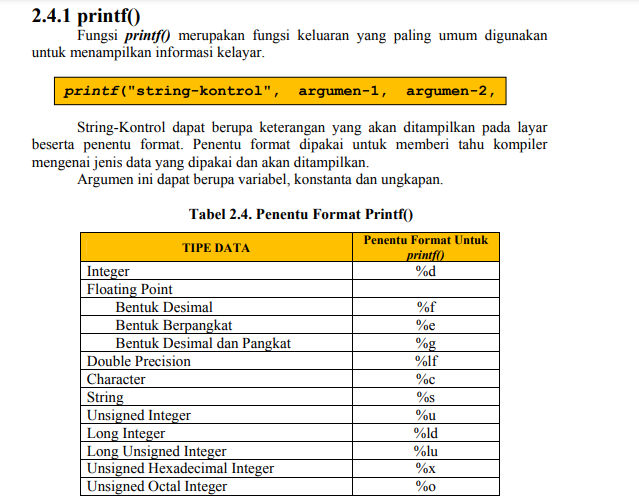 2.4.1 printf()
Fungsi printf() merupakan fungsi keluaran yang paling umum digunakan
untuk menampilkan informasi kelayar.
printf("string-kontrol", argumen-1, argumen-2,
String-Kontrol dapat berupa keterangan yang akan ditampilkan pada layar
beserta penentu format. Penentu format dipakai untuk memberi tahu kompiler
mengenai jenis data yang dipakai dan akan ditampilkan.
Argumen ini dapat berupa variabel, konstanta dan ungkapan.
Tabel 2.4. Penentu Format Printf()
TIPE DATA Penentu Format Untuk
printf()
Integer %d
Floating Point
Bentuk Desimal %f
Bentuk Berpangkat %e
Bentuk Desimal dan Pangkat %g
Double Precision %lf
Character %c
String %s
Unsigned Integer %u
Long Integer %ld
Long Unsigned Integer %lu
Unsigned Hexadecimal Integer %x
Unsigned Octal Integer %o